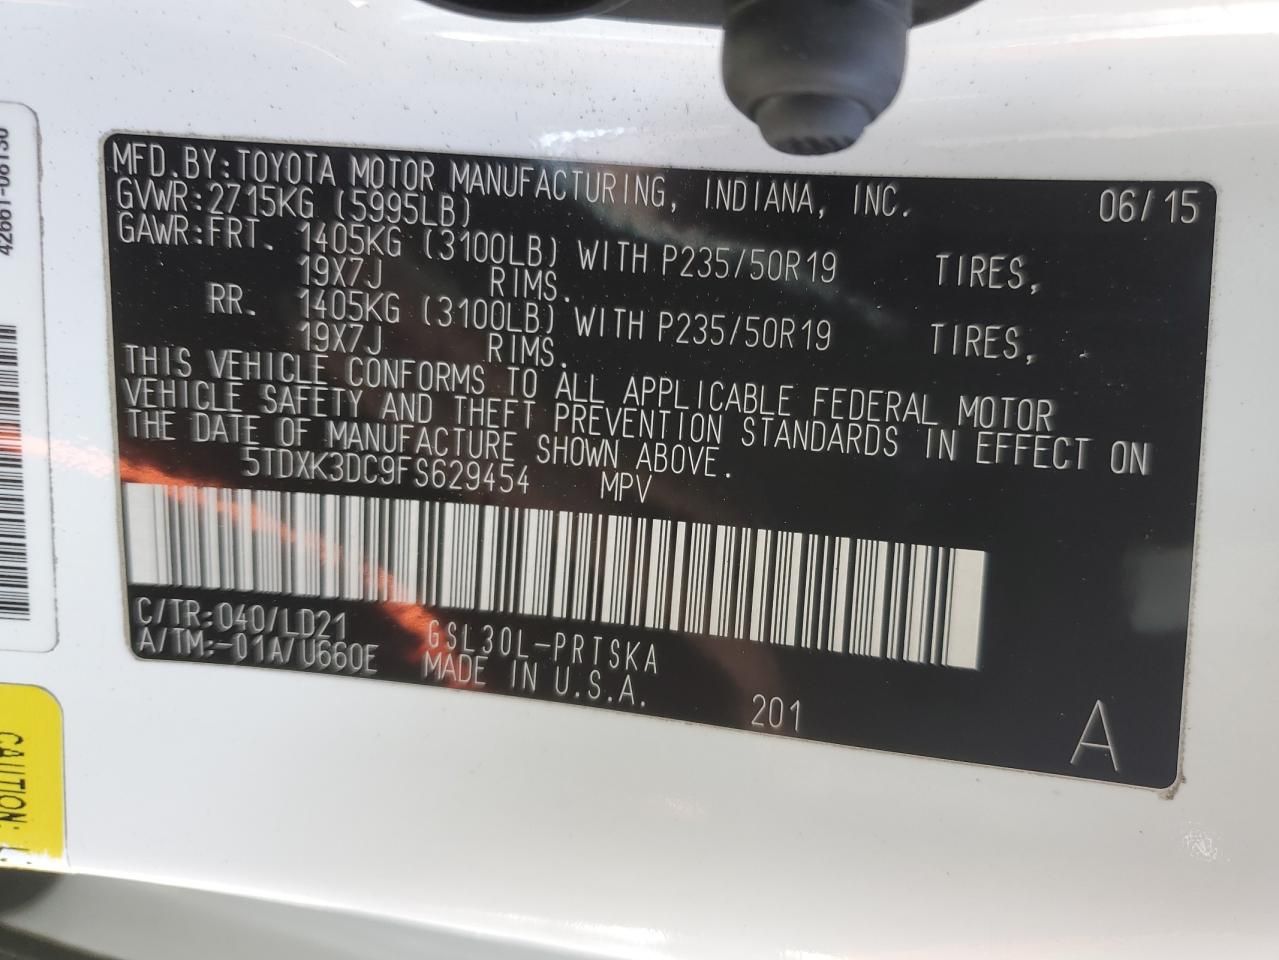 MFD.BY:TOYOTA MOTOR MANUFACTURING, INDIANA, INC. 06/15
GVWR:2715KG (5995LB)
GAWR:FRT. 1405KG (3100LB) WITH P235/50R19 TIRES,
19X7J RIMS.
RR. 1405KG (3100LB) WITH P235/50R19 TIRES,
19X7J RIMS.
THIS VEHICLE CONFORMS TO ALL APPLICABLE FEDERAL MOTOR
VEHICLE SAFETY AND THEFT PREVENTION STANDARDS IN EFFECT ON
THE DATE OF MANUFACTURE SHOWN ABOVE.
5TDXK3DC9FS629454 MPV
C/TR:040/LD21 GSL30L-PRTSKA
A/TM:-01A/U660E MADE IN U.S.A.
201 A
42661-08130
CAUTION: